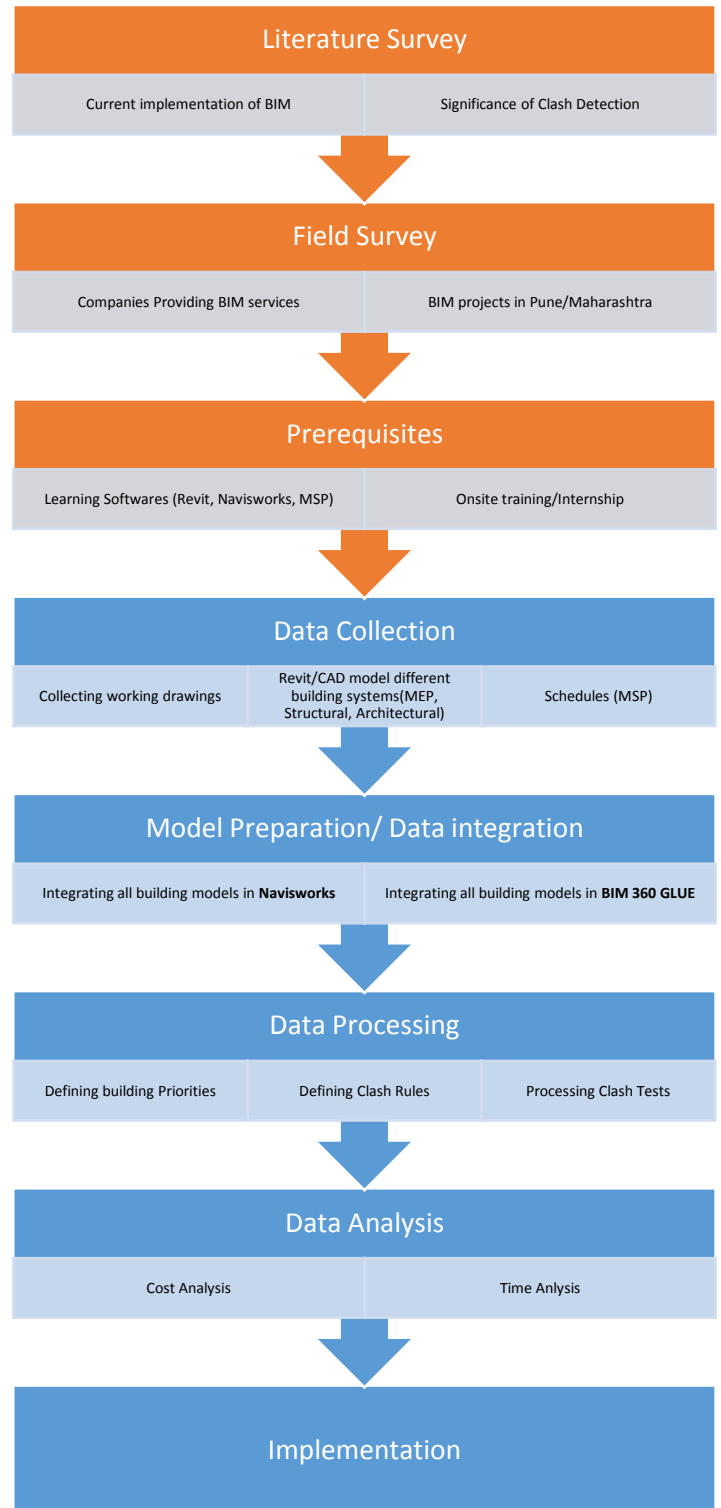 Literature Survey
Current implementation of BIM
Significance of Clash Detection
Field Survey
Companies Providing BIM services
BIM projects in Pune/Maharashtra
Prerequisites
Learning Softwares (Revit, Navisworks, MSP)
Onsite training/Internship
Data Collection
Collecting working drawings
Revit/CAD model different
building systems(MEP,
Structural, Architectural)
Schedules (MSP)
Model Preparation/ Data integration
Integrating all building models in Navisworks
Integrating all building models in BIM 360 GLUE
Data Processing
Defining building Priorities
Defining Clash Rules
Processing Clash Tests
Data Analysis
Cost Analysis
Time Anlysis
Implementation